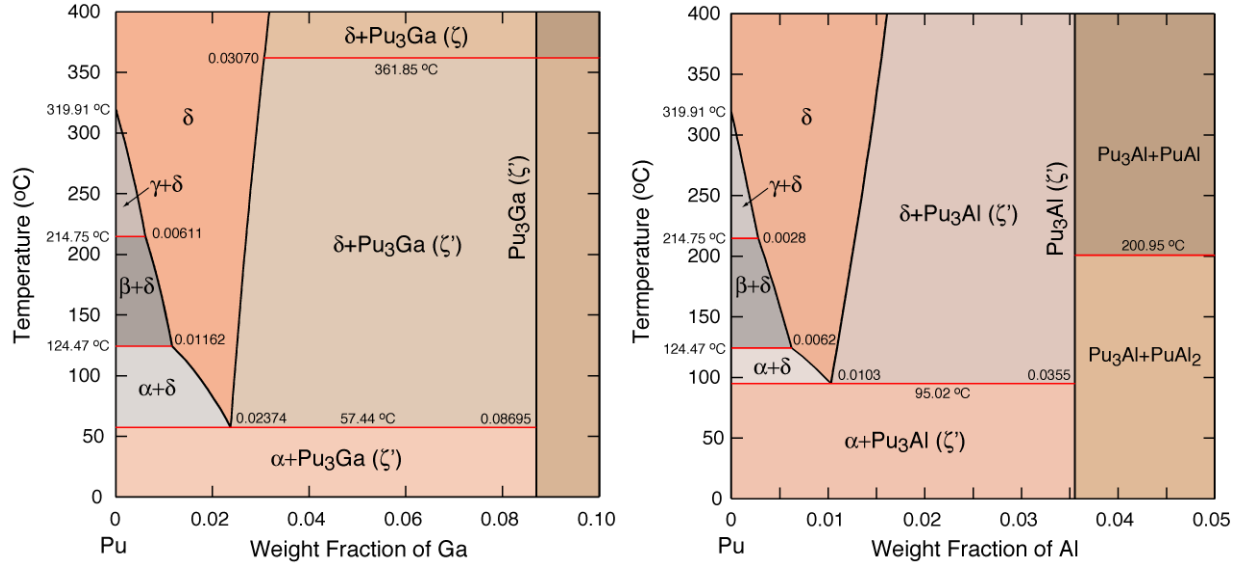 400
350
300
250
200
150
100
50
0
Temperature (ºC)
0
0.02
0.04
0.06
0.08
0.10
Pu
Weight Fraction of Ga
δ+Pu₃Ga (ζ)
0.03070
361.85 ºC
319.91 ºC
δ
γ+δ
214.75 ºC
0.00611
δ+Pu₃Ga (ζ')
Pu₃Ga (ζ')
β+δ
0.01162
124.47 ºC
α+δ
0.02374
57.44 ºC
0.08695
α+Pu₃Ga (ζ')
400
350
300
250
200
150
100
50
0
Temperature (ºC)
0
0.01
0.02
0.03
0.04
0.05
Pu
Weight Fraction of Al
319.91 ºC
δ
γ+δ
214.75 ºC
0.0028
δ+Pu₃Al (ζ')
Pu₃Al (ζ')
Pu₃Al+PuAl
200.95 ºC
β+δ
0.0062
124.47 ºC
α+δ
0.0103
0.0355
95.02 ºC
Pu₃Al+PuAl₂
α+Pu₃Al (ζ')